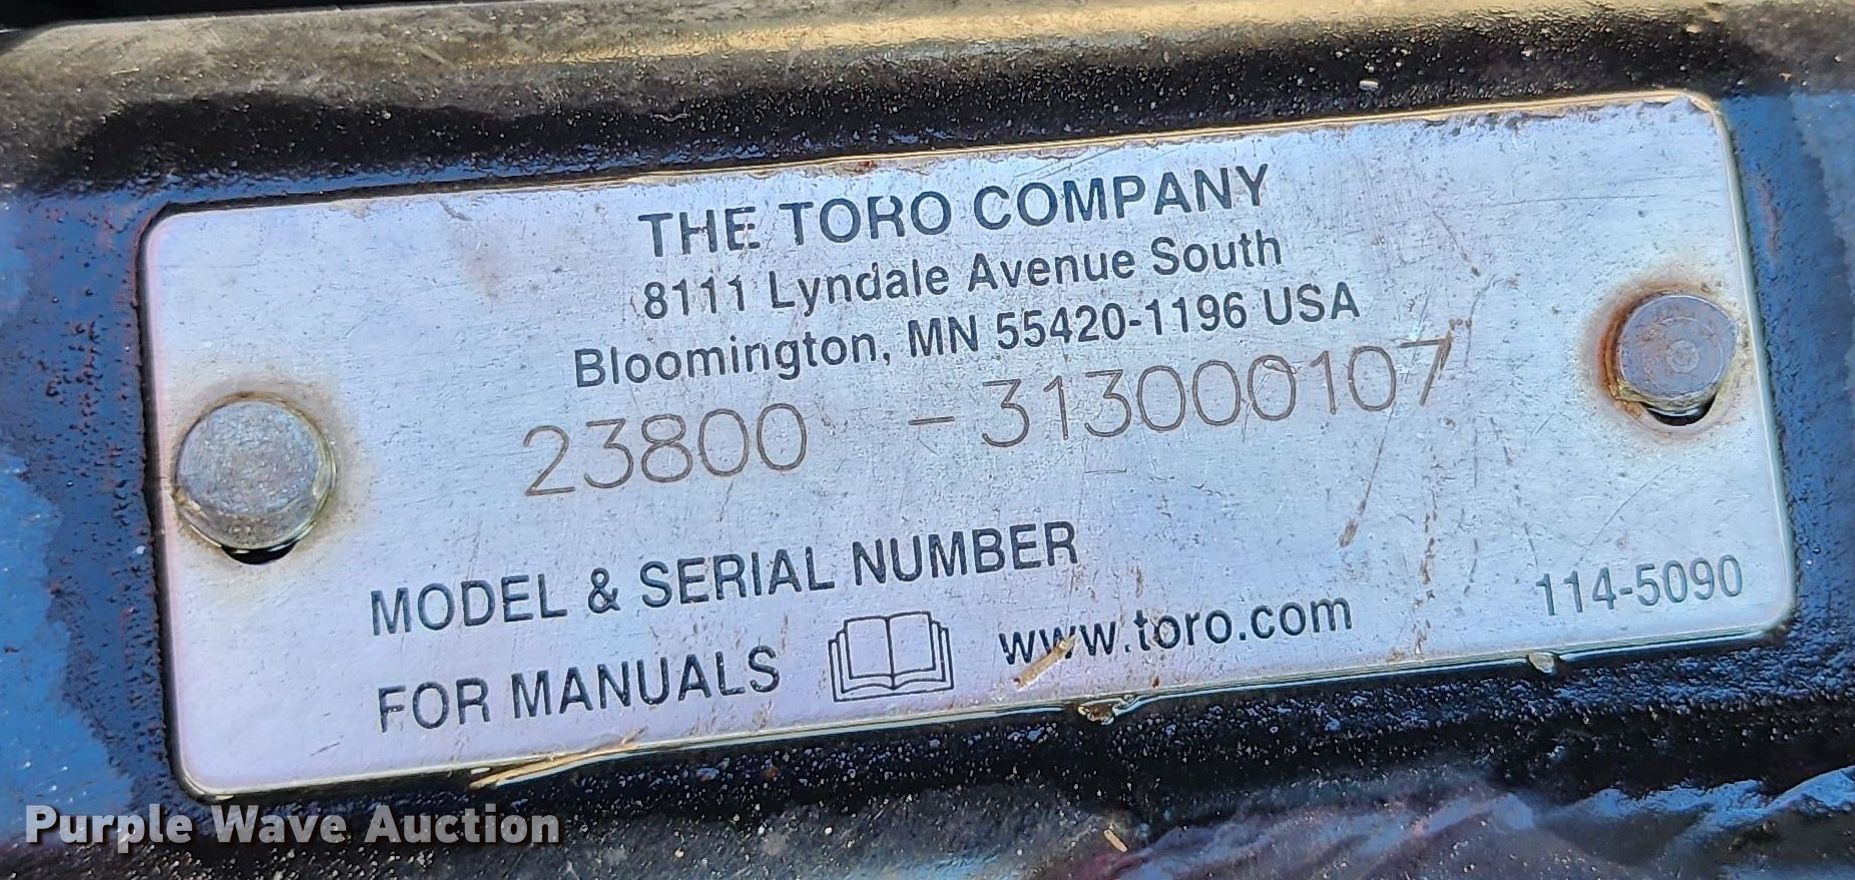 THE TORO COMPANY
8111 Lyndale Avenue South
Bloomington, MN 55420-1196 USA
23800 -313000107
MODEL & SERIAL NUMBER
FOR MANUALS www.toro.com
114-5090
Purple Wave Auction